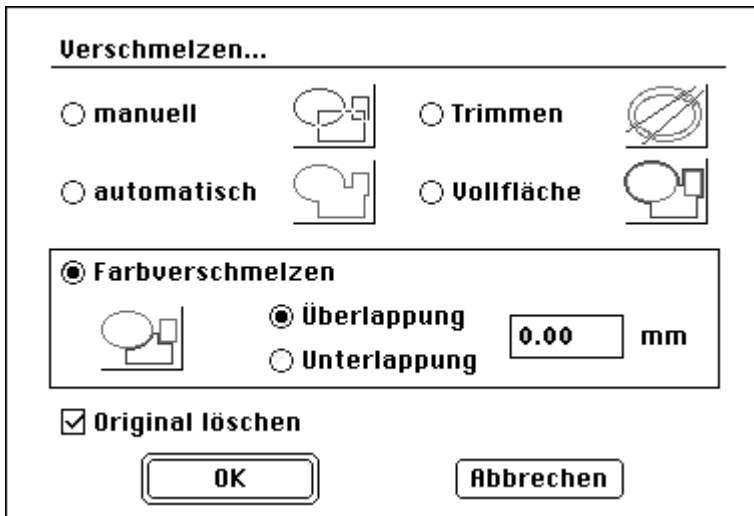 Verschmelzen...
manuell
Trimmen
automatisch
Vollfläche
Farbverschmelzen
Überlappung
0.00 mm
Unterlappung
Original löschen
OK
Abbrechen